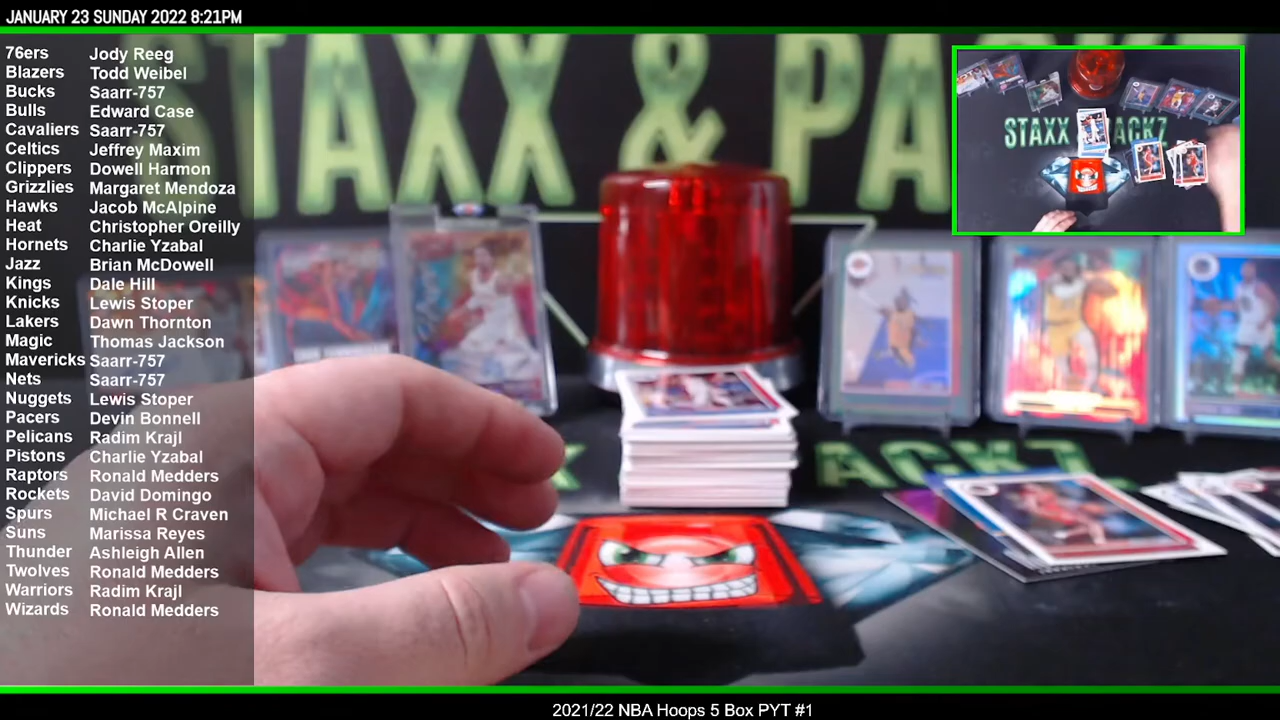 JANUARY 23 SUNDAY 2022 8:21PM
76ers Jody Reeg
Blazers Todd Weibel
Bucks Saarr-757
Bulls Edward Case
Cavaliers Saarr-757
Celtics Jeffrey Maxim
Clippers Dowell Harmon
Grizzlies Margaret Mendoza
Hawks Jacob McAlpine
Heat Christopher Oreilly
Hornets Charlie Yzabal
Jazz Brian McDowell
Kings Dale Hill
Knicks Lewis Stoper
Lakers Dawn Thornton
Magic Thomas Jackson
Mavericks Saarr-757
Nets Saarr-757
Nuggets Lewis Stoper
Pacers Devin Bonnell
Pelicans Radim Krajl
Pistons Charlie Yzabal
Raptors Ronald Medders
Rockets David Domingo
Spurs Michael R Craven
Suns Marissa Reyes
Thunder Ashleigh Allen
Twolves Ronald Medders
Warriors Radim Krajl
Wizards Ronald Medders
STAXX & PA
STAXX ACKZ
X ACKZ
2021/22 NBA Hoops 5 Box PYT #1